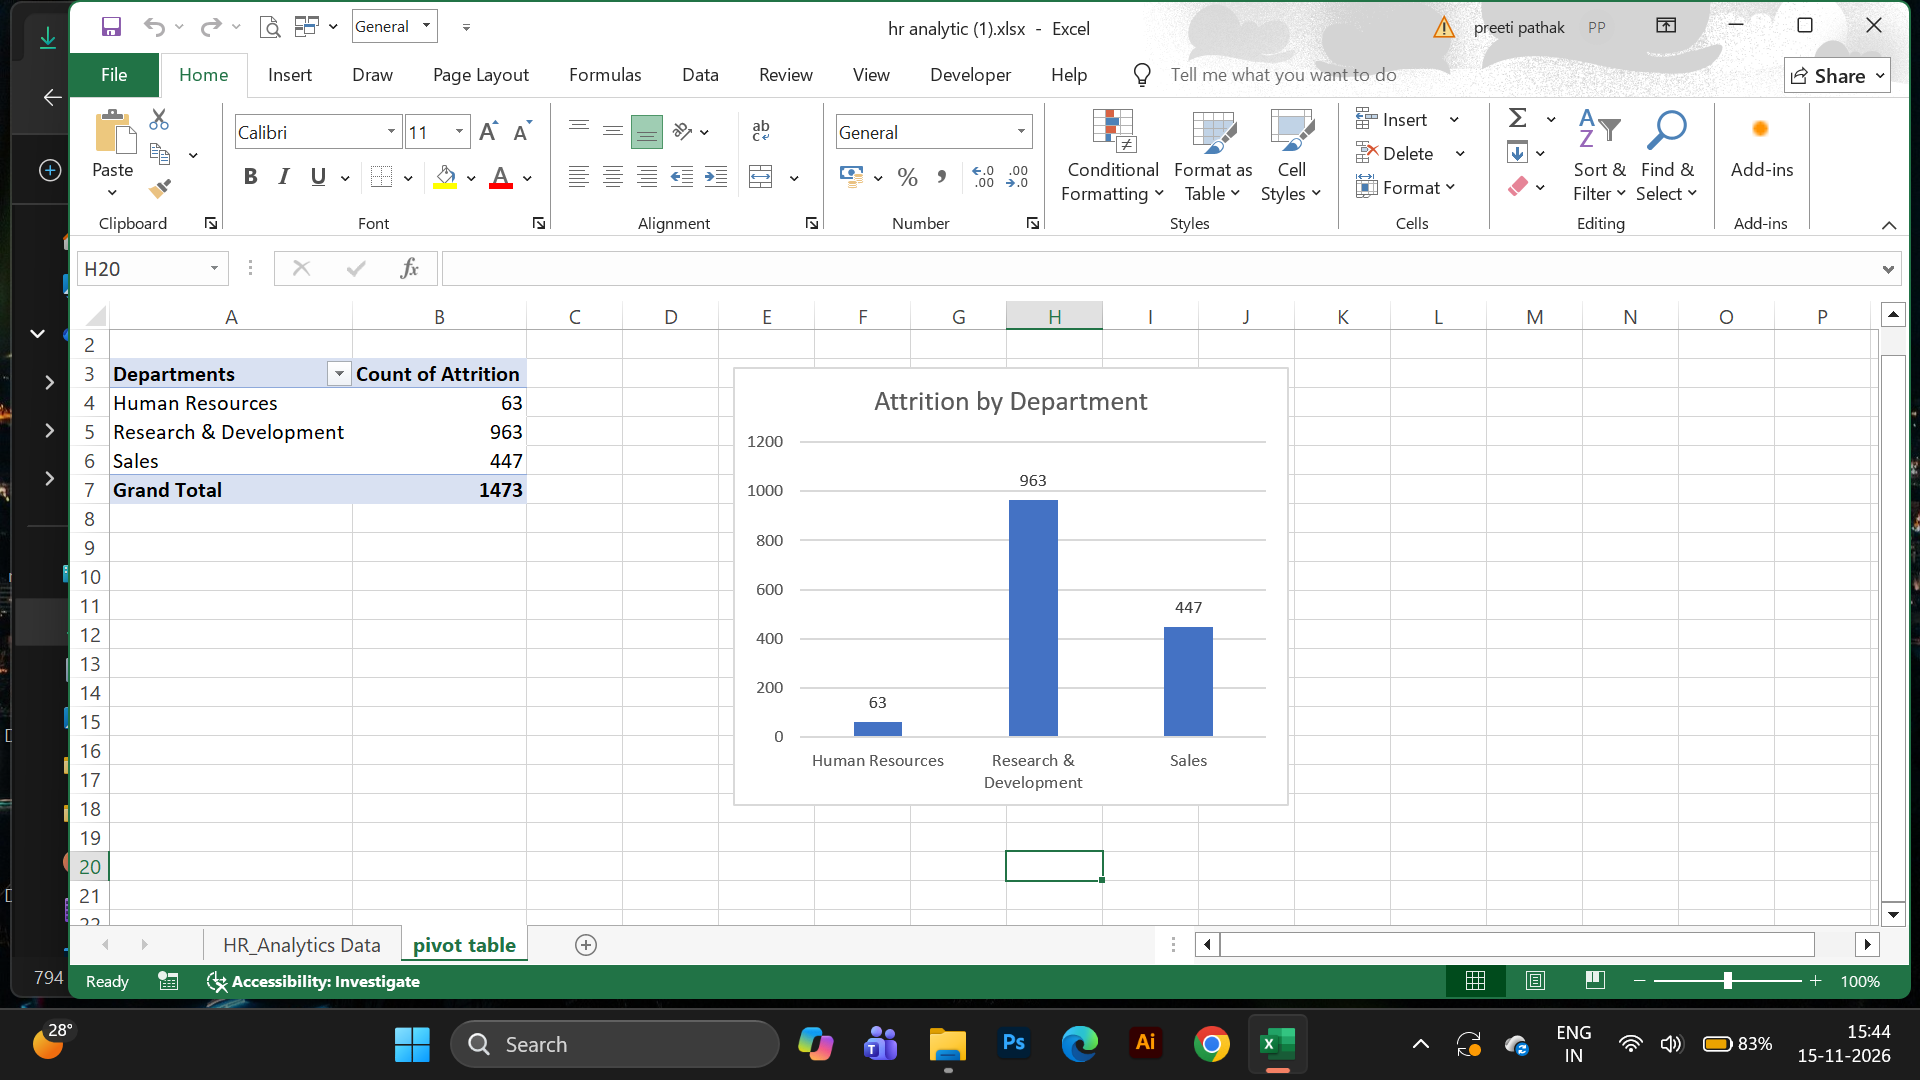 General
hr analytic (1).xlsx - Excel
preeti pathak PP
File Home Insert Draw Page Layout Formulas Data Review View Developer Help Tell me what you want to do Share
Paste
Clipboard
Calibri 11
B I U A
Font
ab
Alignment
General
% 
Number
Conditional Formatting
Format as Table
Cell Styles
Styles
Insert
Delete
Format
Cells
Sort & Filter
Find & Select
Editing
Add-ins
Add-ins
H20
fx
A B C D E F G H I J K L M N O P
2
3 Departments Count of Attrition
4 Human Resources 63
5 Research & Development 963
6 Sales 447
7 Grand Total 1473
8
9
10
11
12
13
14
15
16
17
18
19
20
21
22
Attrition by Department
1200
1000
800
600
400
200
0
63
963
447
Human Resources
Research & Development
Sales
HR_Analytics Data pivot table
794
Ready Accessibility: Investigate 100%
28°
Search
Ps
Ai
ENG
IN
83%
15:44
15-11-2026